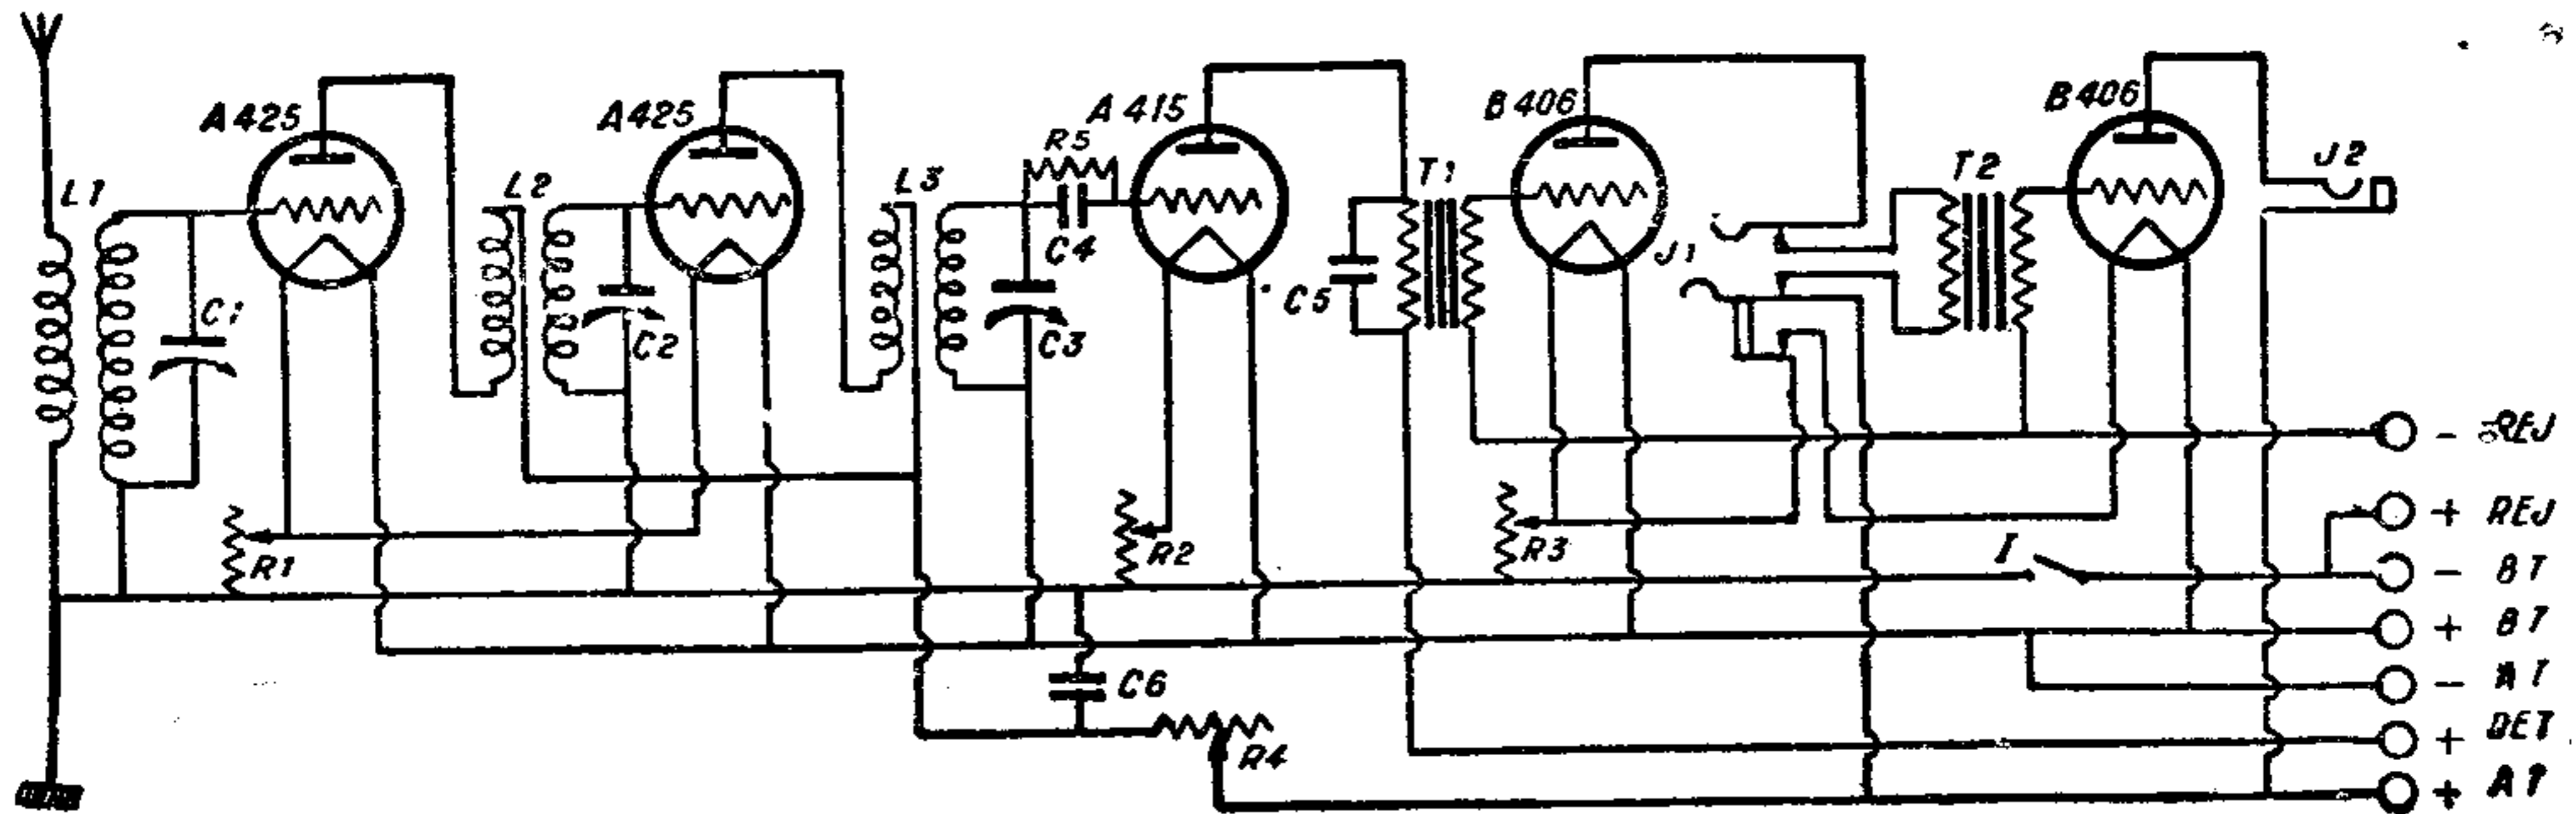 A425
A425
A415
B406
B406
R5
L1
L2
L3
T1
T2
J2
C4
C1
C2
C3
C5
J1
- REJ
+ REJ
R1
R2
R3
I
- BT
+ BT
C6
- AT
+ DET
R4
+ AT